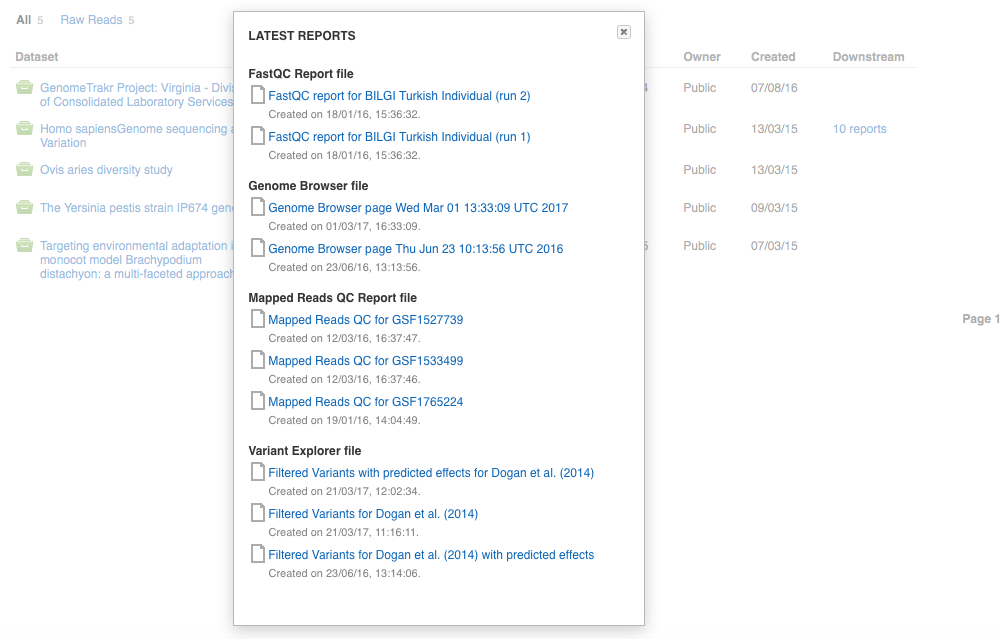 All 5 Raw Reads 5
Dataset Owner Created Downstream
GenomeTrakr Project: Virginia - Divi
of Consolidated Laboratory Services
4 Public 07/08/16
Homo sapiensGenome sequencing a
Variation
Public 13/03/15 10 reports
Ovis aries diversity study Public 13/03/15
The Yersinia pestis strain IP674 geno Public 09/03/15
Targeting environmental adaptation i
monocot model Brachypodium
distachyon: a multi-faceted approach
Public 07/03/15
Page 1
LATEST REPORTS
FastQC Report file
FastQC report for BILGI Turkish Individual (run 2)
Created on 18/01/16, 15:36:32.
FastQC report for BILGI Turkish Individual (run 1)
Created on 18/01/16, 15:36:32.
Genome Browser file
Genome Browser page Wed Mar 01 13:33:09 UTC 2017
Created on 01/03/17, 16:33:09.
Genome Browser page Thu Jun 23 10:13:56 UTC 2016
Created on 23/06/16, 13:13:56.
Mapped Reads QC Report file
Mapped Reads QC for GSF1527739
Created on 12/03/16, 16:37:47.
Mapped Reads QC for GSF1533499
Created on 12/03/16, 16:37:46.
Mapped Reads QC for GSF1765224
Created on 19/01/16, 14:04:49.
Variant Explorer file
Filtered Variants with predicted effects for Dogan et al. (2014)
Created on 21/03/17, 12:02:34.
Filtered Variants for Dogan et al. (2014)
Created on 21/03/17, 11:16:11.
Filtered Variants for Dogan et al. (2014) with predicted effects
Created on 23/06/16, 13:14:06.